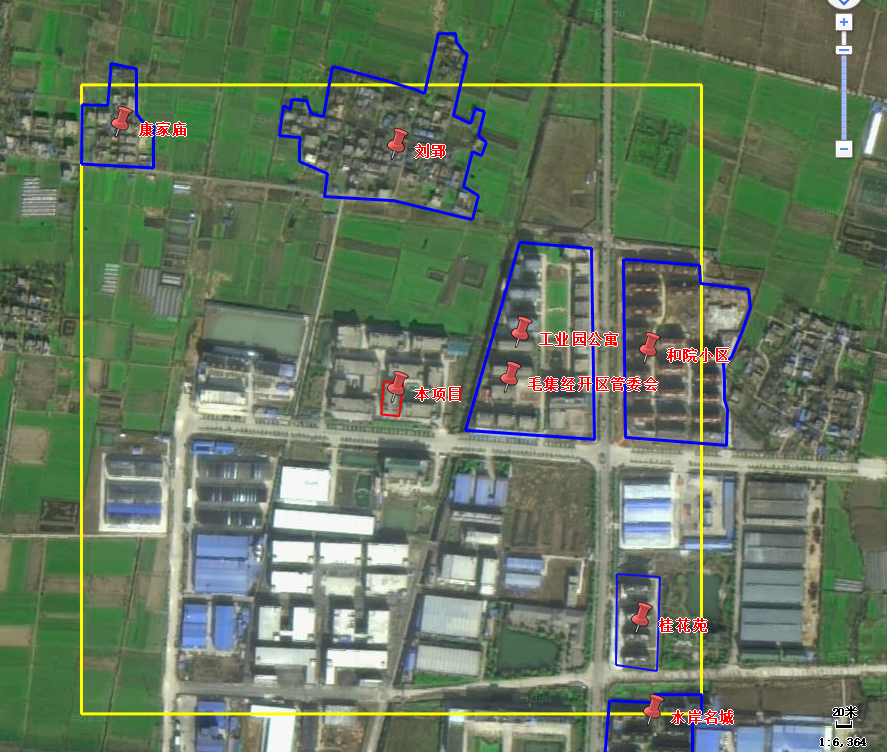 康家庙
刘郢
工业园公寓
和院小区
毛集经开区管委会
本项目
桂花苑
水岸名城
20米
1:6,364